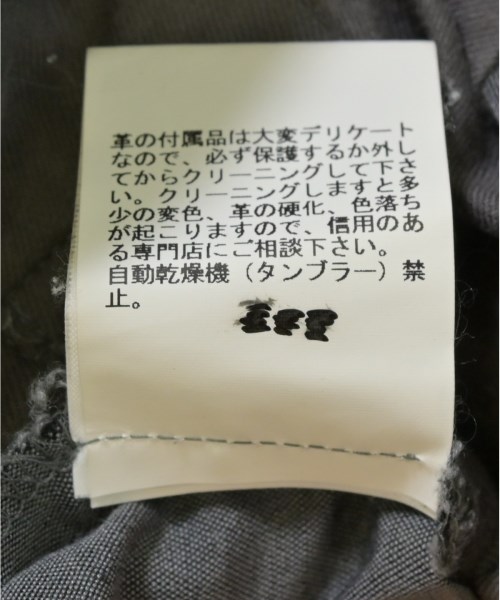 革の付属品は大変デリケート
なので、必ず保護するか外し
てからクリーニングして下さ
い。クリーニングしますと多
少の変色、革の硬化、色落ち
が起こりますので、信用のあ
る専門店にご相談下さい。
自動乾燥機（タンブラー）禁
止。